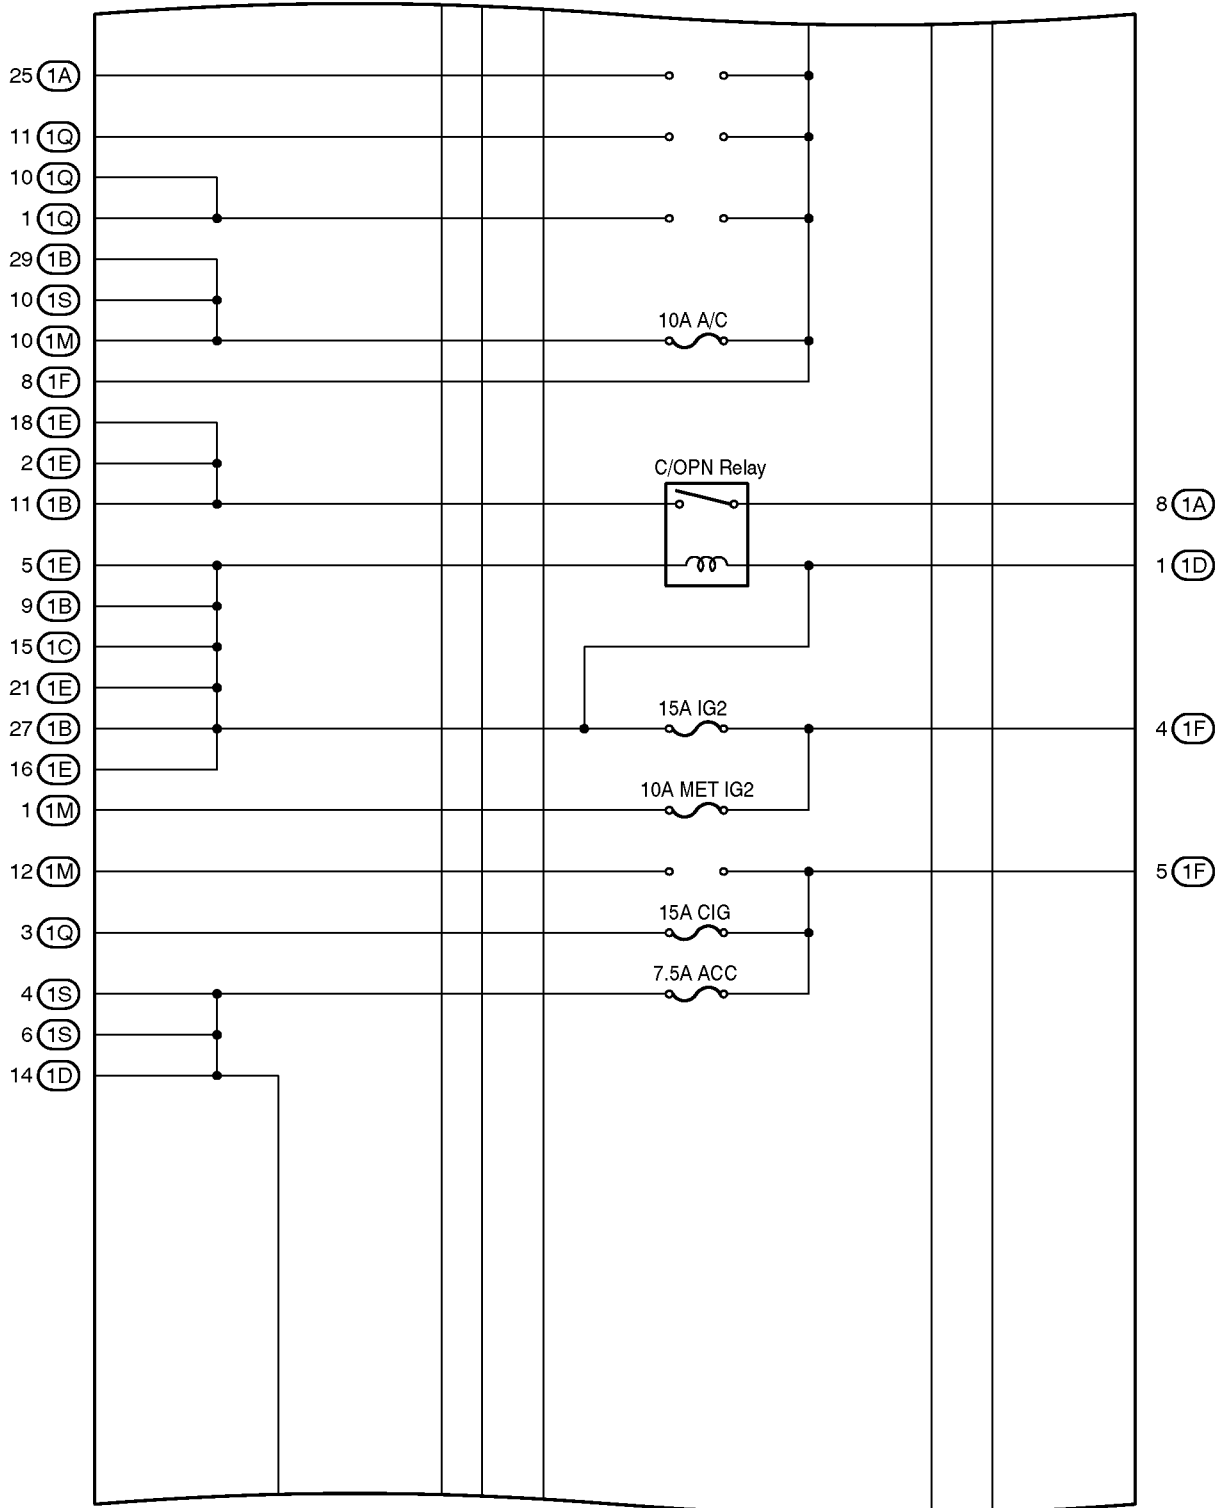 25 1A
11 1Q
10 1Q
1 1Q
29 1B
10 1S
10A A/C
10 1M
8 1F
18 1E
2 1E
C/OPN Relay
11 1B 8 1A
5 1E 1 1D
9 1B
15 1C
21 1E
15A IG2
27 1B 4 1F
16 1E
10A MET IG2
1 1M
12 1M 5 1F
15A CIG
3 1Q
7.5A ACC
4 1S
6 1S
14 1D